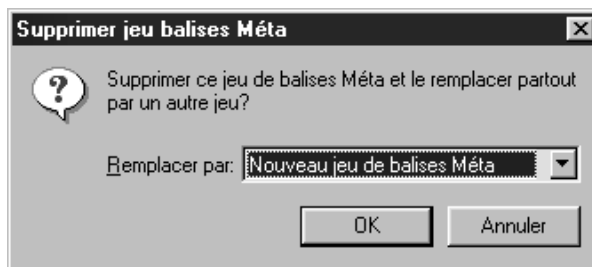 Supprimer jeu balises Méta
Supprimer ce jeu de balises Méta et le remplacer partout
par un autre jeu?
Remplacer par: Nouveau jeu de balises Méta
OK Annuler